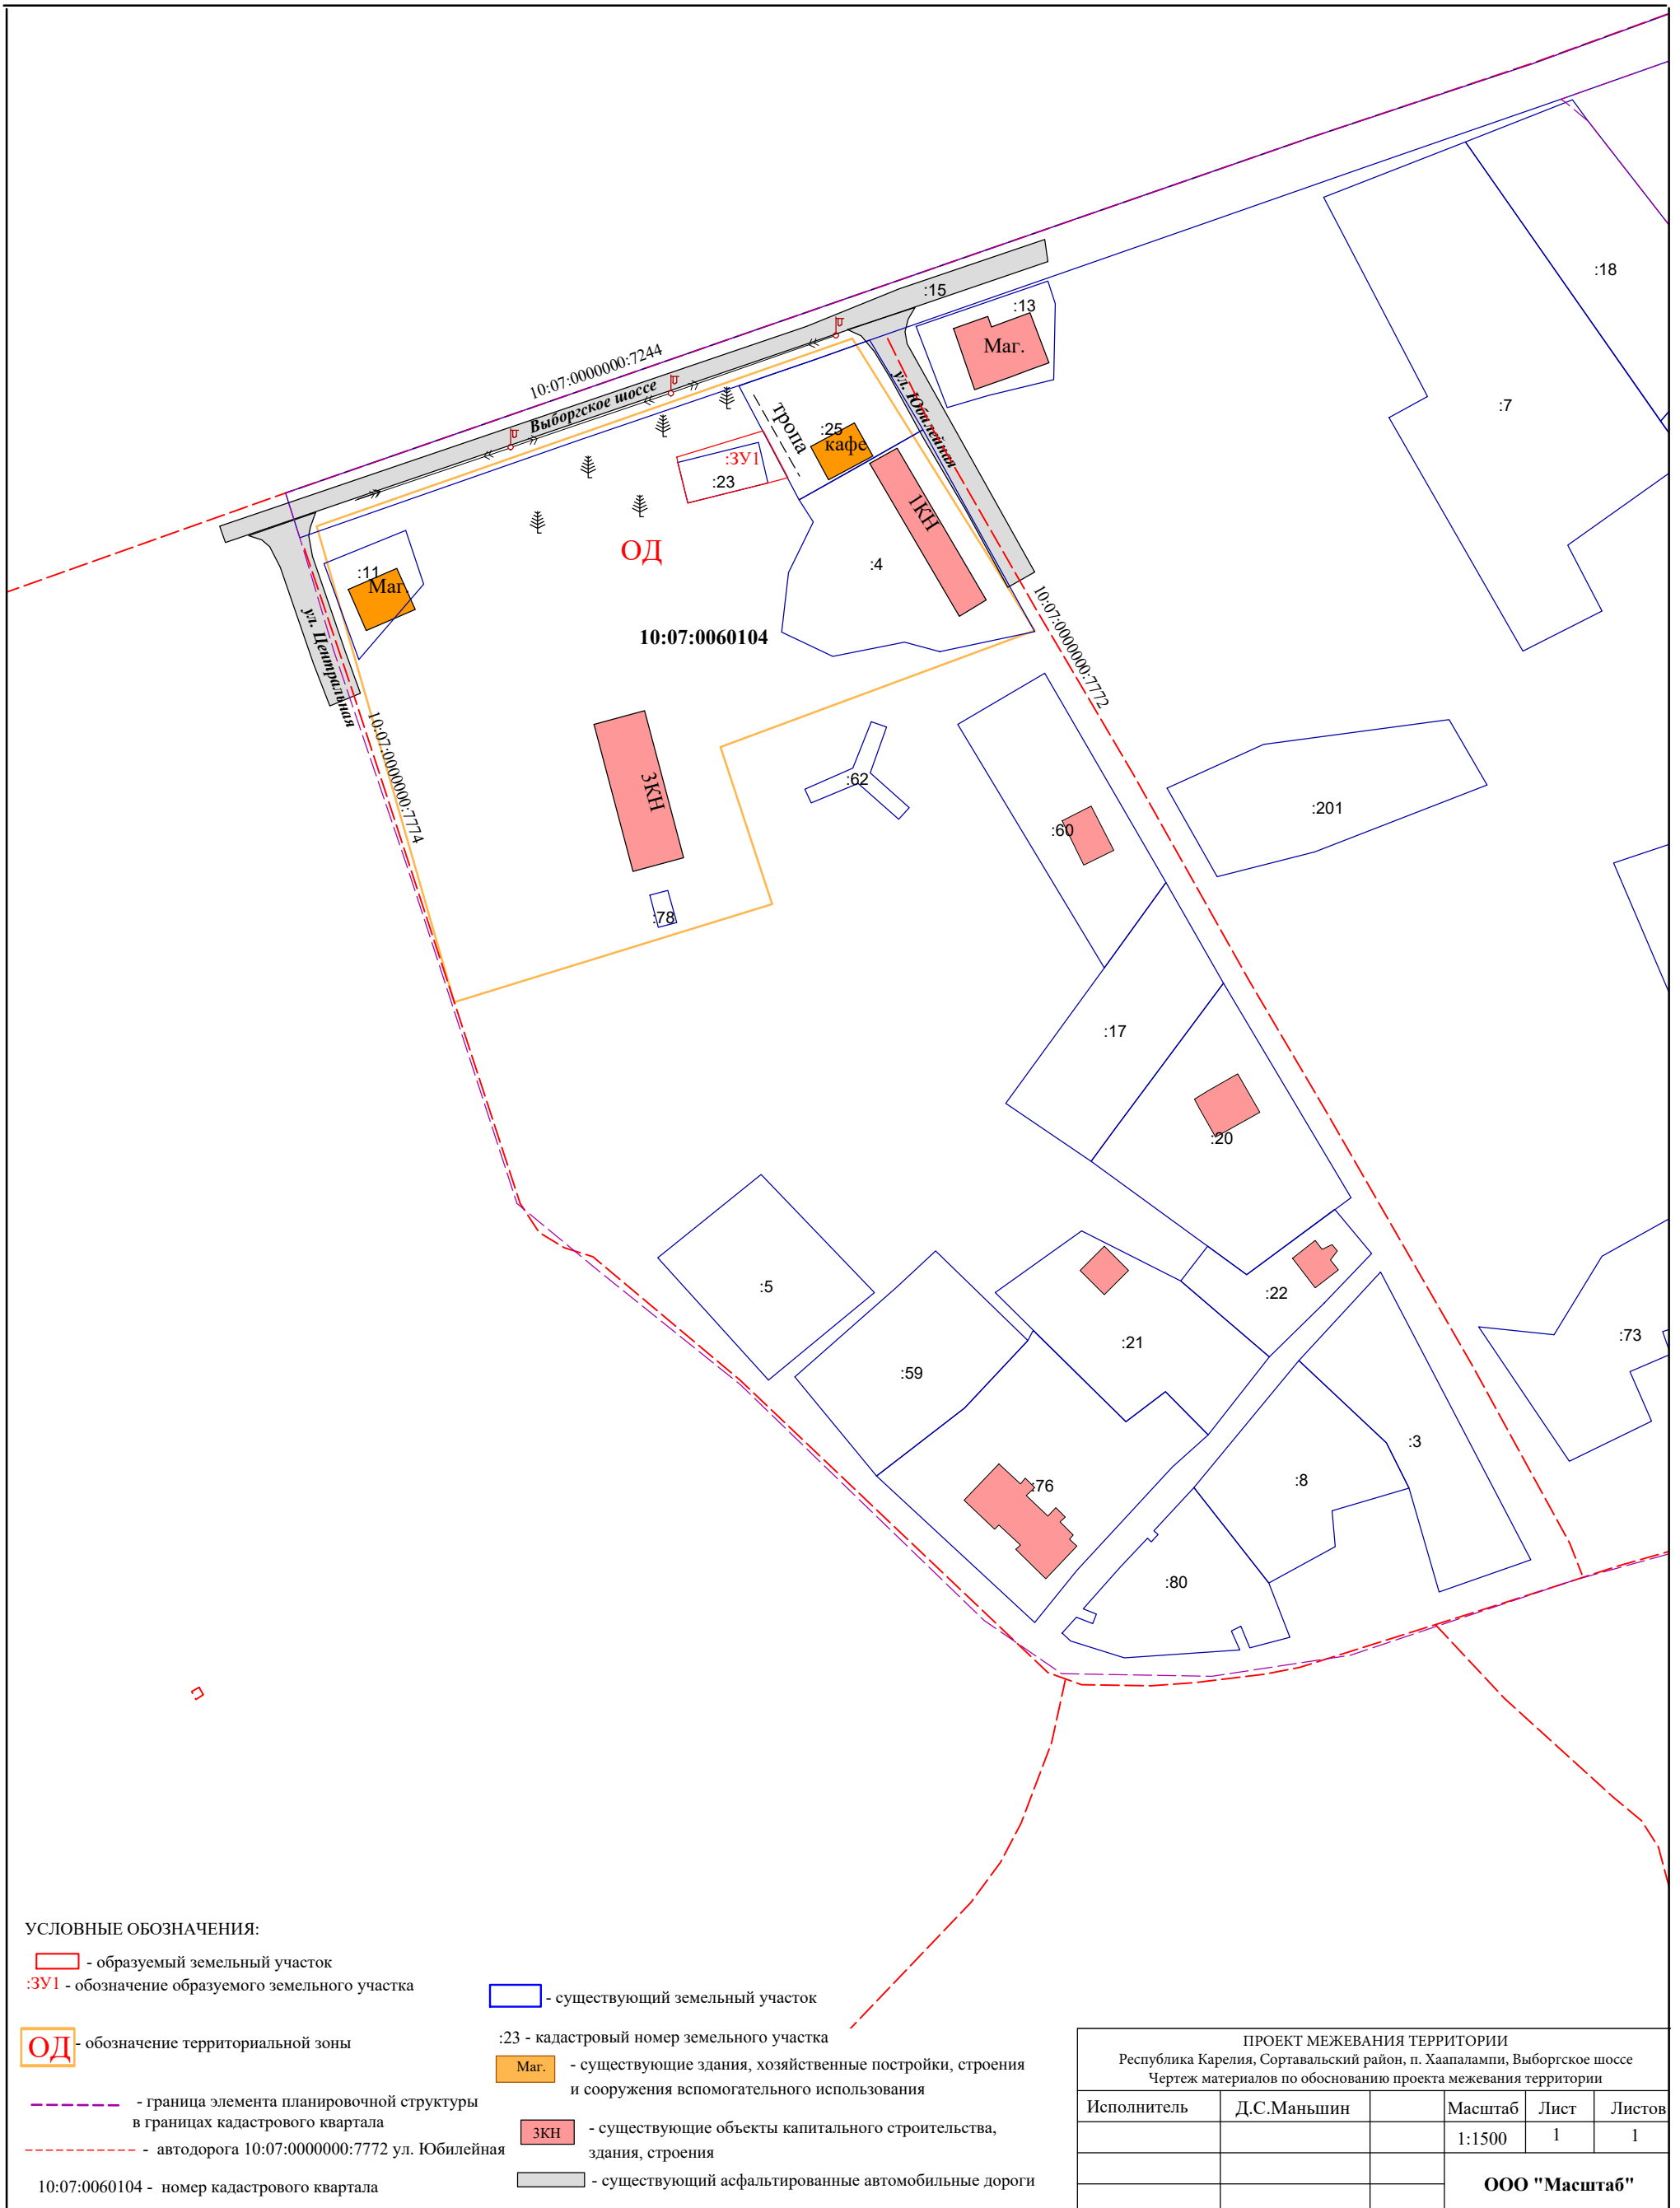 :18
:15
:13
Маг.
10:07:0000000:7244
:7
Выборгское шоссе
ул. Юбилейная
тропа
:25
кафе
:ЗУ1
:23
1КН
ОД
:4
:11
Маг.
ул. Центральная
10:07:0060104
10:07:0000000:7772
10:07:0000000:7774
3КН
:62
:201
:60
:78
:17
:20
:5
:22
:21
:73
:59
:3
:76
:8
:80
УСЛОВНЫЕ ОБОЗНАЧЕНИЯ:
- образуемый земельный участок
:ЗУ1 - обозначение образуемого земельного участка
ОД - обозначение территориальной зоны
- граница элемента планировочной структуры
в границах кадастрового квартала
- автодорога 10:07:0000000:7772 ул. Юбилейная
10:07:0060104 - номер кадастрового квартала
- существующий земельный участок
:23 - кадастровый номер земельного участка
Маг. - существующие здания, хозяйственные постройки, строения
и сооружения вспомогательного использования
3КН - существующие объекты капитального строительства,
здания, строения
- существующий асфальтированные автомобильные дороги
ПРОЕКТ МЕЖЕВАНИЯ ТЕРРИТОРИИ
Республика Карелия, Сортавальский район, п. Хаапалампи, Выборгское шоссе
Чертеж материалов по обоснованию проекта межевания территории
Исполнитель Д.С.Маньшин Масштаб Лист Листов
1:1500 1 1
ООО "Масштаб"